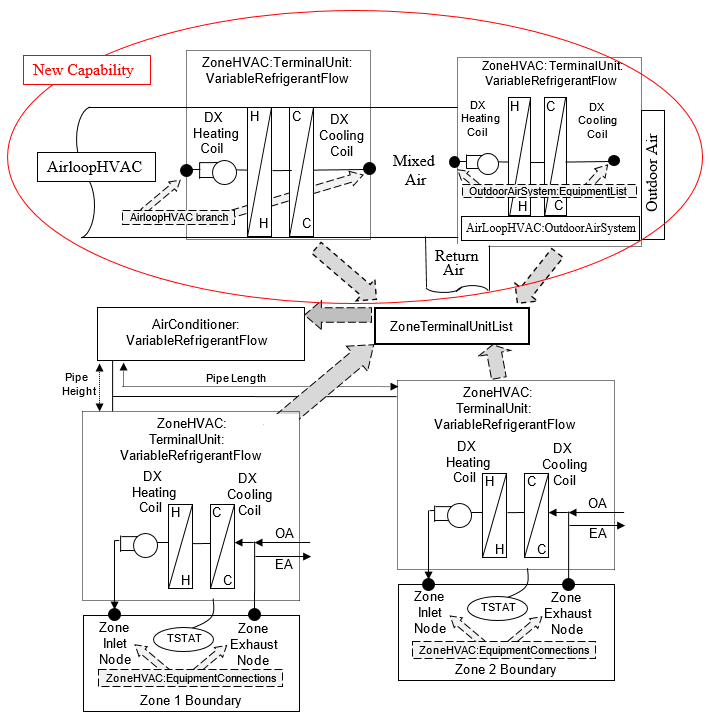 New Capability
ZoneHVAC:TerminalUnit:
VariableRefrigerantFlow
DX
Heating
Coil
H
H
C
C
DX
Cooling
Coil
AirloopHVAC
AirloopHVAC branch
Mixed
Air
ZoneHVAC:TerminalUnit:
VariableRefrigerantFlow
DX
Heating
Coil
H
H
C
C
DX
Cooling
Coil
OutdoorAirSystem:EquipmentList
AirLoopHVAC:OutdoorAirSystem
Outdoor Air
Return
Air
AirConditioner:
VariableRefrigerantFlow
ZoneTerminalUnitList
Pipe
Height
Pipe Length
ZoneHVAC:
TerminalUnit:
VariableRefrigerantFlow
DX
Heating
Coil
DX
Cooling
Coil
H
H
C
C
OA
EA
Zone
Inlet
Node
TSTAT
Zone
Exhaust
Node
ZoneHVAC:EquipmentConnections
Zone 1 Boundary
ZoneHVAC:
TerminalUnit:
VariableRefrigerantFlow
DX
Heating
Coil
DX
Cooling
Coil
H
H
C
C
OA
EA
Zone
Inlet
Node
TSTAT
Zone
Exhaust
Node
ZoneHVAC:EquipmentConnections
Zone 2 Boundary